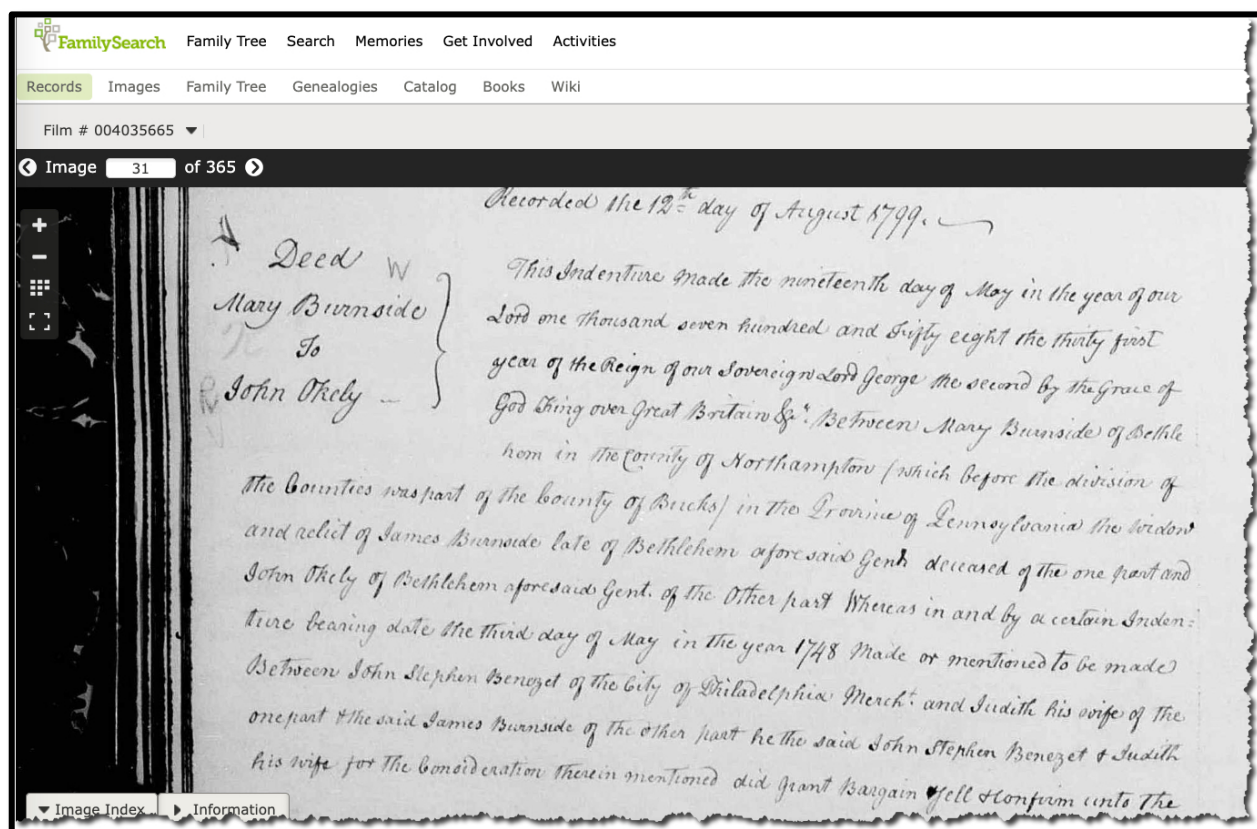 FamilySearch Family Tree Search Memories Get Involved Activities
Records Images Family Tree Genealogies Catalog Books Wiki
Film # 004035665
Image 31 of 365
Recorded the 12th day of August 1799.
Deed W
Mary Burnside
To
John Okely
This Indenture made the nineteenth day of May in the year of our
Lord one thousand seven hundred and Fifty eight the thirty first
year of the Reign of our Sovereign Lord George the second by the Grace of
God King over Great Britain &c. Between Mary Burnside of Bethle
hem in the County of Northampton (which before the division of
the Counties was part of the County of Bucks) in the Province of Pennsylvania the widow
and relict of James Burnside late of Bethlehem afore said Gent deceased of the one part and
John Okely of Bethlehem aforesaid Gent. of the Other part Whereas in and by a certain Inden=
ture bearing date the third day of May in the year 1748 Made or mentioned to be made
Between John Stephen Benezet of the City of Philadelphia Mercht. and Judith his wife of the
one part & the said James Burnside of the other part he the said John Stephen Benezet & Judith
his wife for the Consideration therein mentioned did grant Bargain Sell & Confirm unto the
Image Index Information